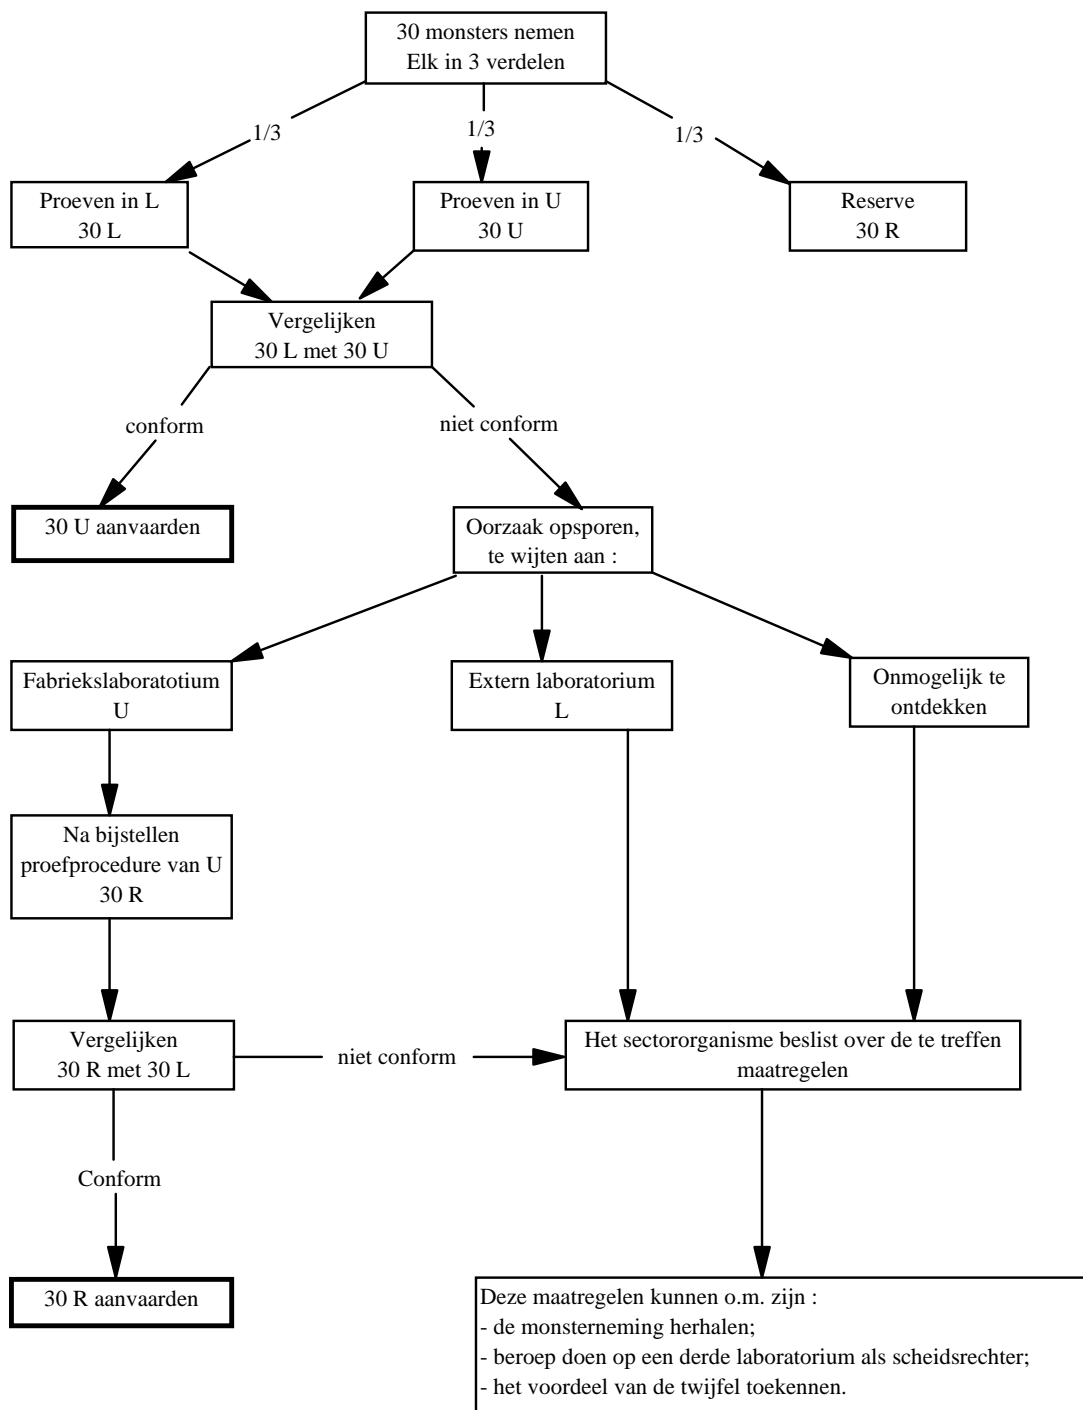 30 monsters nemen
Elk in 3 verdelen
1/3
1/3
1/3
Proeven in L
30 L
Proeven in U
30 U
Reserve
30 R
Vergelijken
30 L met 30 U
conform
niet conform
30 U aanvaarden
Oorzaak opsporen,
te wijten aan :
Fabriekslaboratotium
U
Extern laboratorium
L
Onmogelijk te
ontdekken
Na bijstellen
proefprocedure van U
30 R
Vergelijken
30 R met 30 L
niet conform
Het sectororganisme beslist over de te treffen
maatregelen
Conform
30 R aanvaarden
Deze maatregelen kunnen o.m. zijn :
- de monsterneming herhalen;
- beroep doen op een derde laboratorium als scheidsrechter;
- het voordeel van de twijfel toekennen.